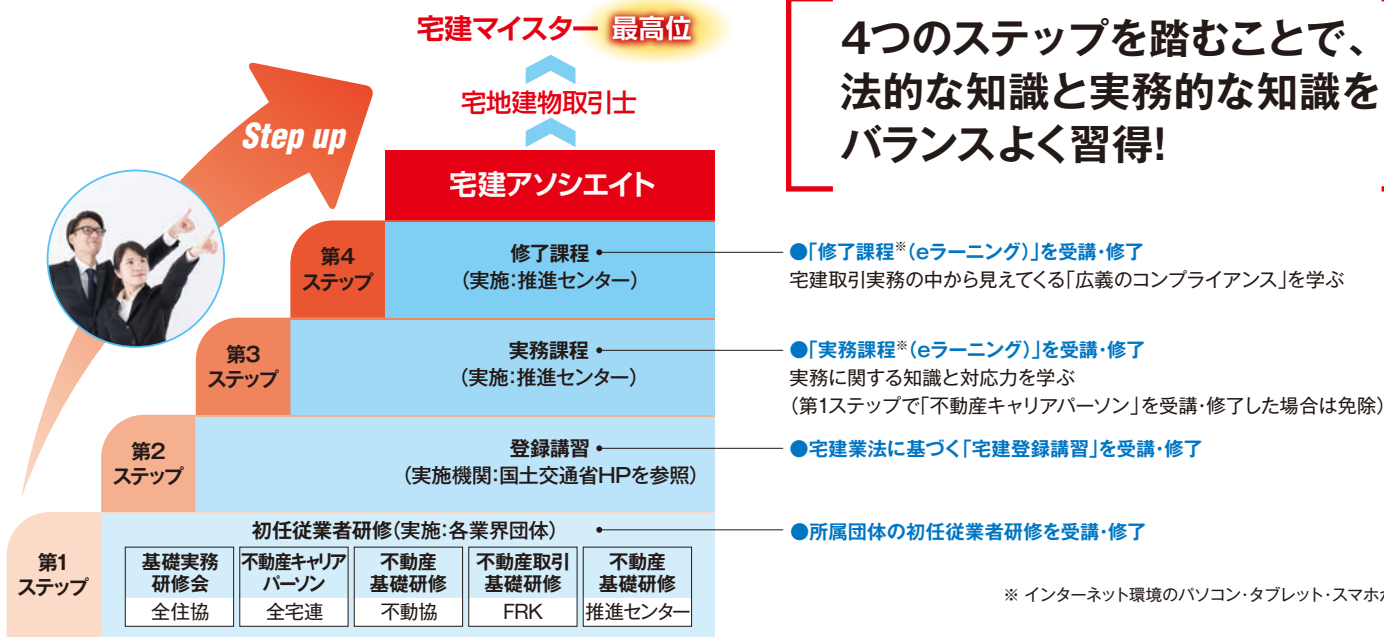 宅建マイスター 最高位
宅地建物取引士
宅建アソシエイト
Step up
4つのステップを踏むことで、
法的な知識と実務的な知識を
バランスよく習得!
第4
ステップ
修了課程
(実施:推進センター)
●「修了課程※(eラーニング)」を受講・修了
宅建取引実務の中から見えてくる「広義のコンプライアンス」を学ぶ
第3
ステップ
実務課程
(実施:推進センター)
●「実務課程※(eラーニング)」を受講・修了
実務に関する知識と対応力を学ぶ
(第1ステップで「不動産キャリアパーソン」を受講・修了した場合は免除)
第2
ステップ
登録講習
(実施機関:国土交通省HPを参照)
●宅建業法に基づく「宅建登録講習」を受講・修了
第1
ステップ
初任従業者研修(実施:各業界団体)
●所属団体の初任従業者研修を受講・修了
基礎実務
研修会
全住協
不動産キャリア
パーソン
全宅連
不動産
基礎研修
不動協
不動産取引
基礎研修
FRK
不動産
基礎研修
推進センター
※ インターネット環境のパソコン・タブレット・スマホ